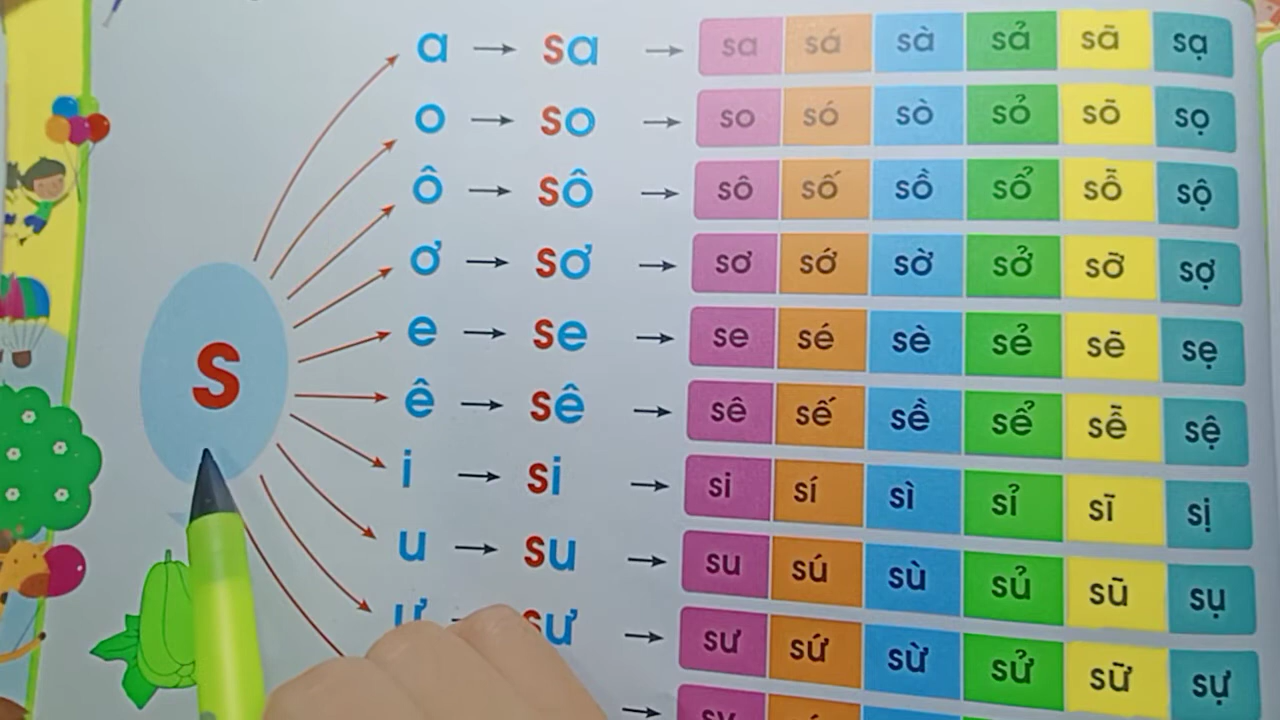 a → sa → sa sá sà sả sã sạ
o → so → so só sò sỏ sõ sọ
ô → sô → sô số sồ sổ sỗ sộ
ơ → sơ → sơ sớ sờ sở sỡ sợ
s e → se → se sé sè sẻ sẽ sẹ
ê → sê → sê sế sề sể sễ sệ
i → si → si sí sì sỉ sĩ sị
u → su → su sú sù sủ sũ sụ
ư sư → sư sứ sừ sử sữ sự